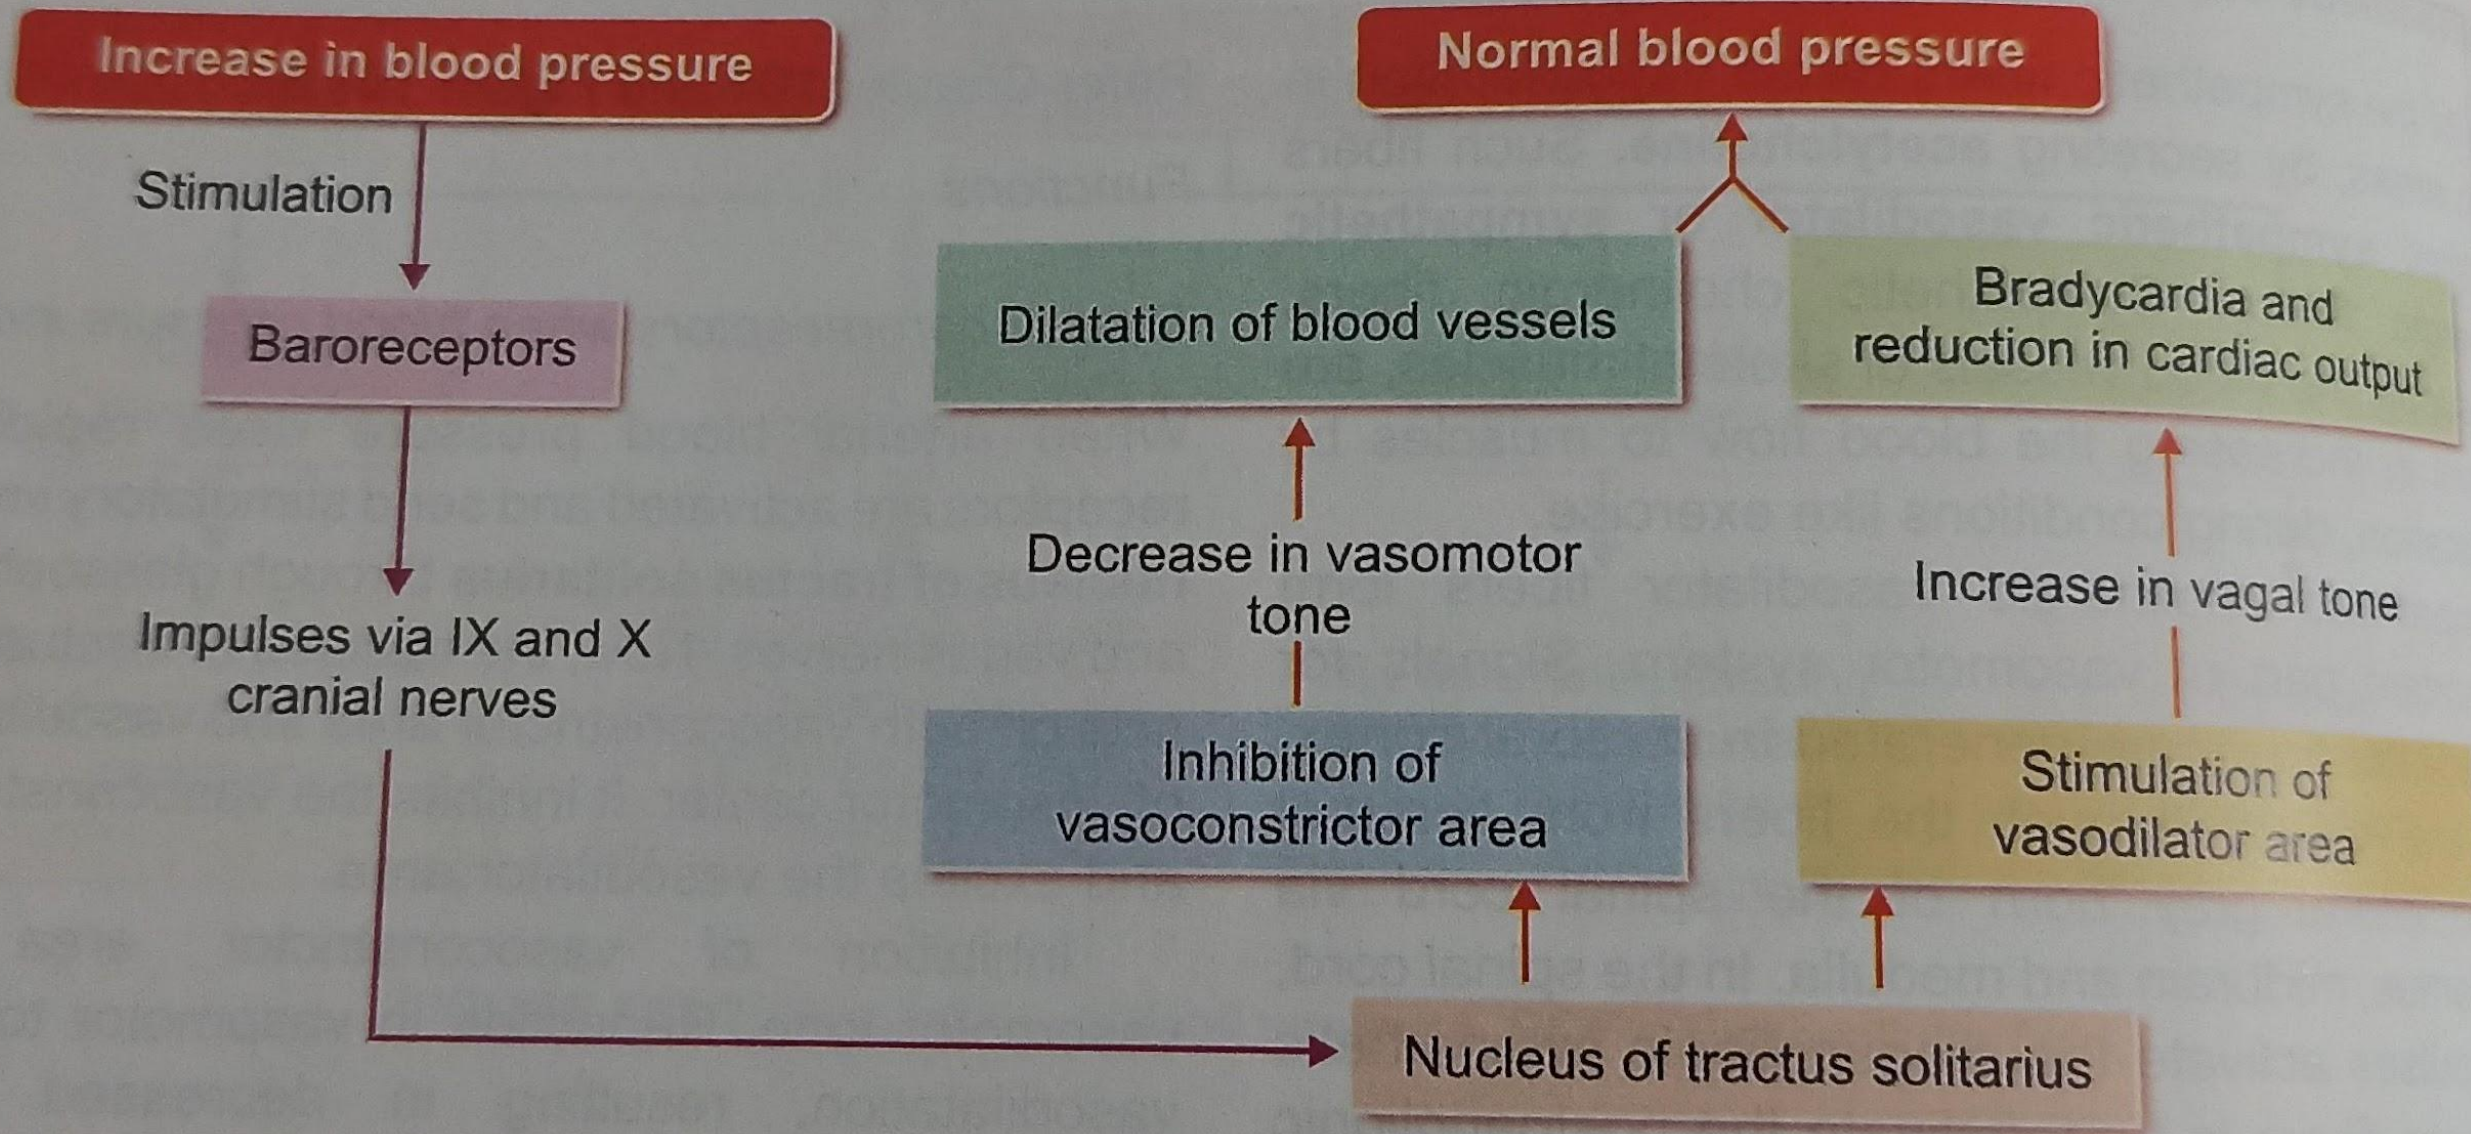 Increase in blood pressure
Stimulation
Baroreceptors
Impulses via IX and X
cranial nerves
Normal blood pressure
Dilatation of blood vessels
Bradycardia and
reduction in cardiac output
Decrease in vasomotor
tone
Increase in vagal tone
Inhibition of
vasoconstrictor area
Stimulation of
vasodilator area
Nucleus of tractus solitarius